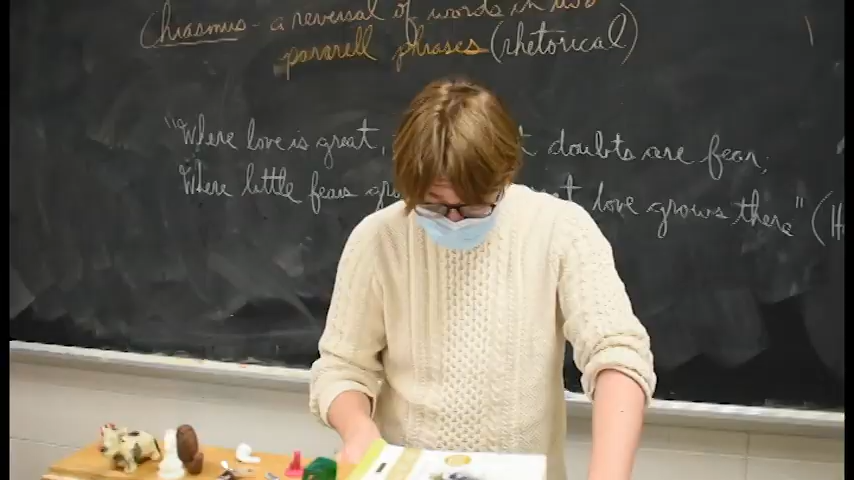 Chiasmus - a reversal of words in two
pararell phrases (rhetorical)
"Where love is great, doubts are fear;
Where little fears love grows there" (H